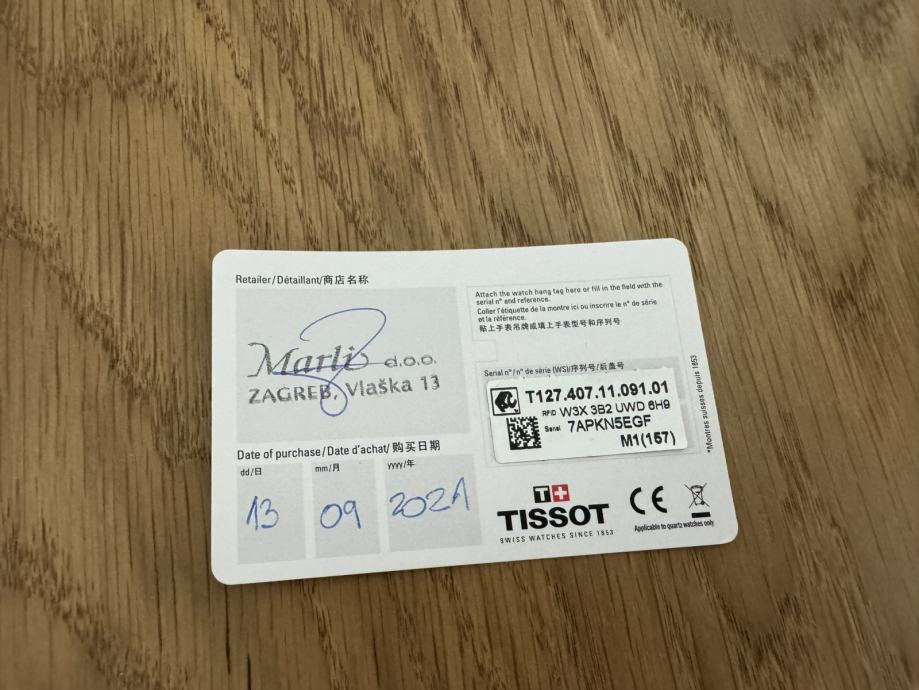 Retailer/Détaillant/商店名称
Marli d.o.o.
ZAGREB, Vlaška 13
Date of purchase/Date d'achat/购买日期
dd/日 mm/月 yyyy/年
13 09 2021
Attach the watch hang tag here or fill in the field with the
serial n° and reference.
Coller l'étiquette de la montre ici ou inscrire le n° de série
et la référence.
贴上手表吊牌或填上手表型号和序列号
Serial n°/n° de série (WS)/序列号/后盖号
T127.407.11.091.01
RFID W3X 3B2 UWD 6H9
Serial 7APKN5EGF
M1(157)
T+
TISSOT
SWISS WATCHES SINCE 1853
CE
Applicable to quartz watches only
*Montres suisses depuis 1853